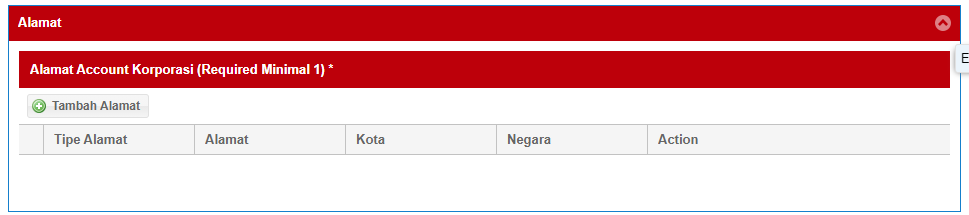 Alamat
E
Alamat Account Korporasi (Required Minimal 1) *
Tambah Alamat
Tipe Alamat Alamat Kota Negara Action